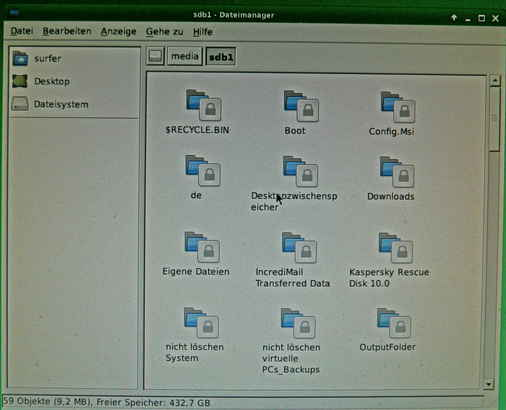 sdb1 - Dateimanager
Datei Bearbeiten Anzeige Gehe zu Hilfe
media sdb1
surfer
Desktop
Dateisystem
$RECYCLE.BIN
Boot
Config.Msi
de
Desktopzwischensp
eicher
Downloads
Eigene Dateien
IncrediMail
Transferred Data
Kaspersky Rescue
Disk 10.0
nicht löschen
System
nicht löschen
virtuelle
PCs_Backups
OutputFolder
59 Objekte (9,2 MB), Freier Speicher: 432,7 GB